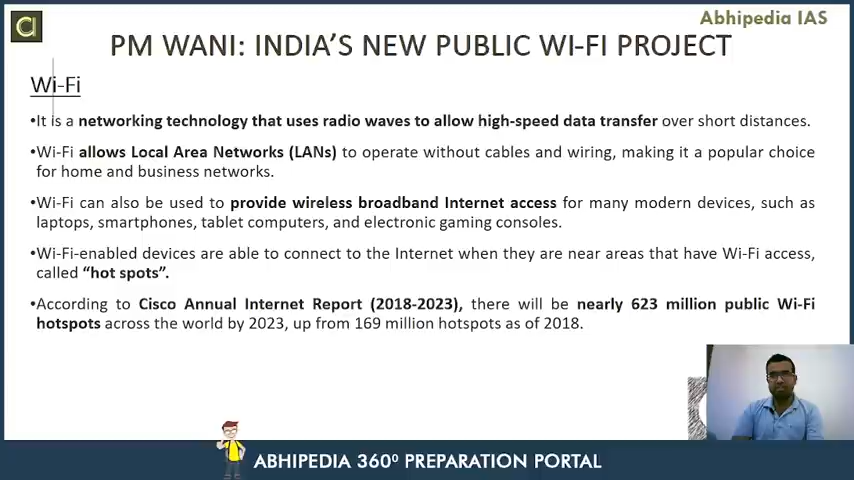 Abhipedia IAS
PM WANI: INDIA'S NEW PUBLIC WI-FI PROJECT
Wi-Fi
•It is a networking technology that uses radio waves to allow high-speed data transfer over short distances.
•Wi-Fi allows Local Area Networks (LANs) to operate without cables and wiring, making it a popular choice
for home and business networks.
•Wi-Fi can also be used to provide wireless broadband Internet access for many modern devices, such as
laptops, smartphones, tablet computers, and electronic gaming consoles.
•Wi-Fi-enabled devices are able to connect to the Internet when they are near areas that have Wi-Fi access,
called “hot spots”.
•According to Cisco Annual Internet Report (2018-2023), there will be nearly 623 million public Wi-Fi
hotspots across the world by 2023, up from 169 million hotspots as of 2018.
ABHIPEDIA 360⁰ PREPARATION PORTAL